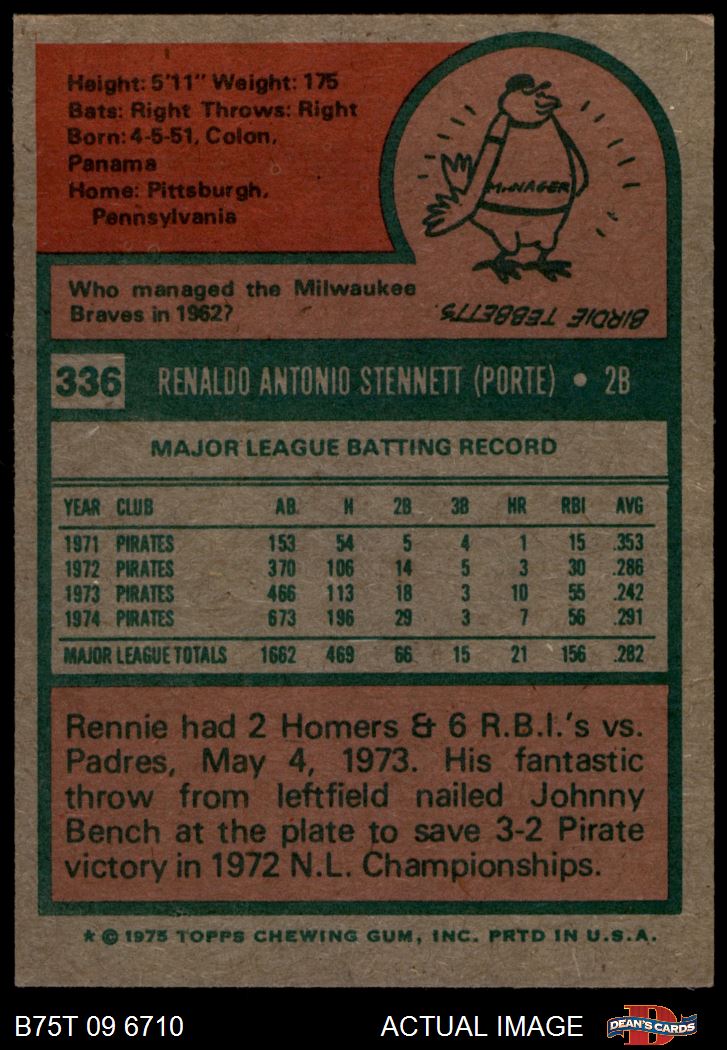 Height: 5'11" Weight: 175
Bats: Right Throws: Right
Born: 4-5-51, Colon,
Panama
Home: Pittsburgh,
Pennsylvania
MANAGER
Who managed the Milwaukee
Braves in 1962?
BIRDIE TEBBETTS
336 RENALDO ANTONIO STENNETT (PORTE) • 2B
MAJOR LEAGUE BATTING RECORD
YEAR CLUB AB. H 2B 3B HR RBI AVG
1971 PIRATES 153 54 5 4 1 15 .353
1972 PIRATES 370 106 14 5 3 30 .286
1973 PIRATES 466 113 18 3 10 55 .242
1974 PIRATES 673 196 29 3 7 56 .291
MAJOR LEAGUE TOTALS 1662 469 66 15 21 156 .282
Rennie had 2 Homers & 6 R.B.I.'s vs.
Padres, May 4, 1973. His fantastic
throw from leftfield nailed Johnny
Bench at the plate to save 3-2 Pirate
victory in 1972 N.L. Championships.
* © 1975 TOPPS CHEWING GUM, INC. PRTD IN U.S.A.
B75T 09 6710 ACTUAL IMAGE D DEAN'S CARDS